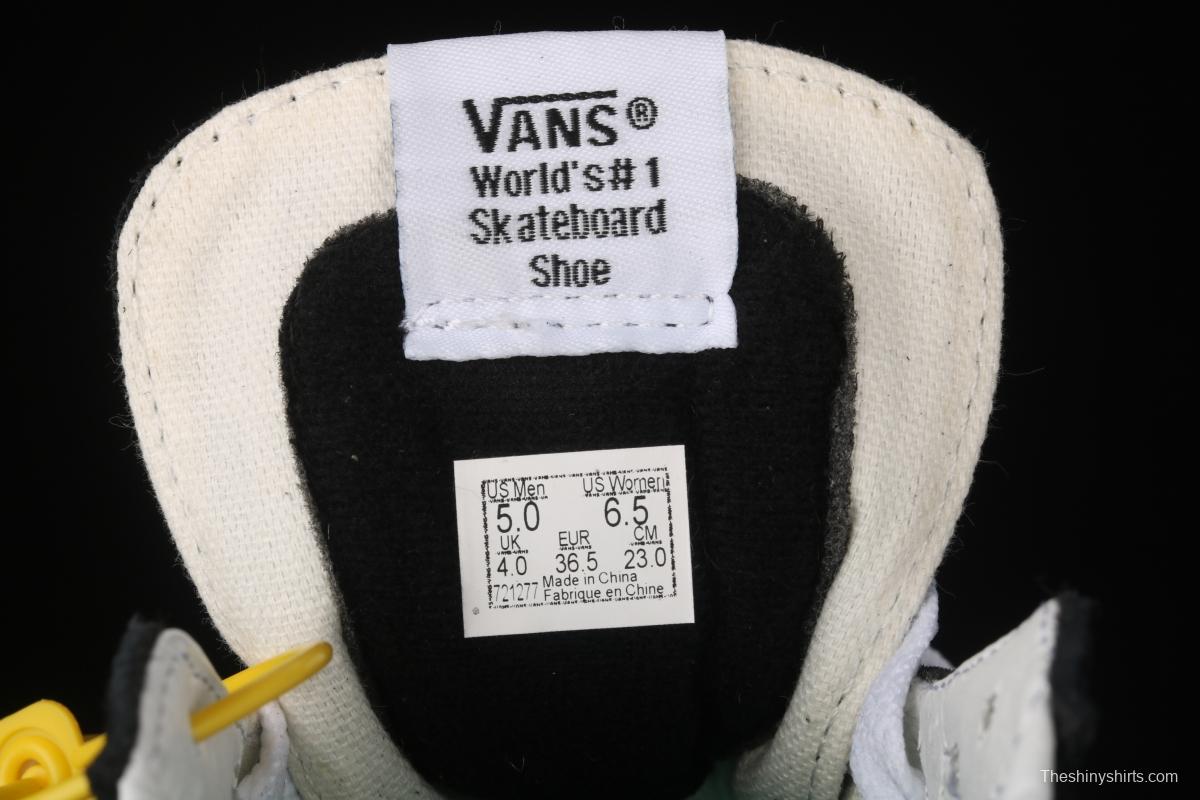 VANS®
World's #1
Skateboard
Shoe
US Men US Women
5.0 6.5
UK EUR CM
4.0 36.5 23.0
721277 Made in China
Fabrique en Chine
Theshinyshirts.com